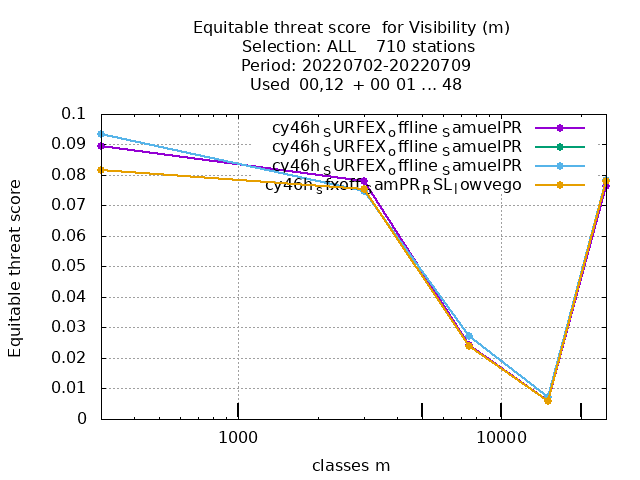 Equitable threat score for Visibility (m)
Selection: ALL 710 stations
Period: 20220702-20220709
Used 00,12 + 00 01 ... 48
0.1
0.09
0.08
0.07
0.06
0.05
0.04
0.03
0.02
0.01
0
Equitable threat score
cy46h_SURFEX_offline_SamuelPR
cy46h_SURFEX_offline_SamuelPR
cy46h_SURFEX_offline_SamuelPR
cy46h_sfxoff_SamPR_RSL_lowvego
1000 10000
classes m